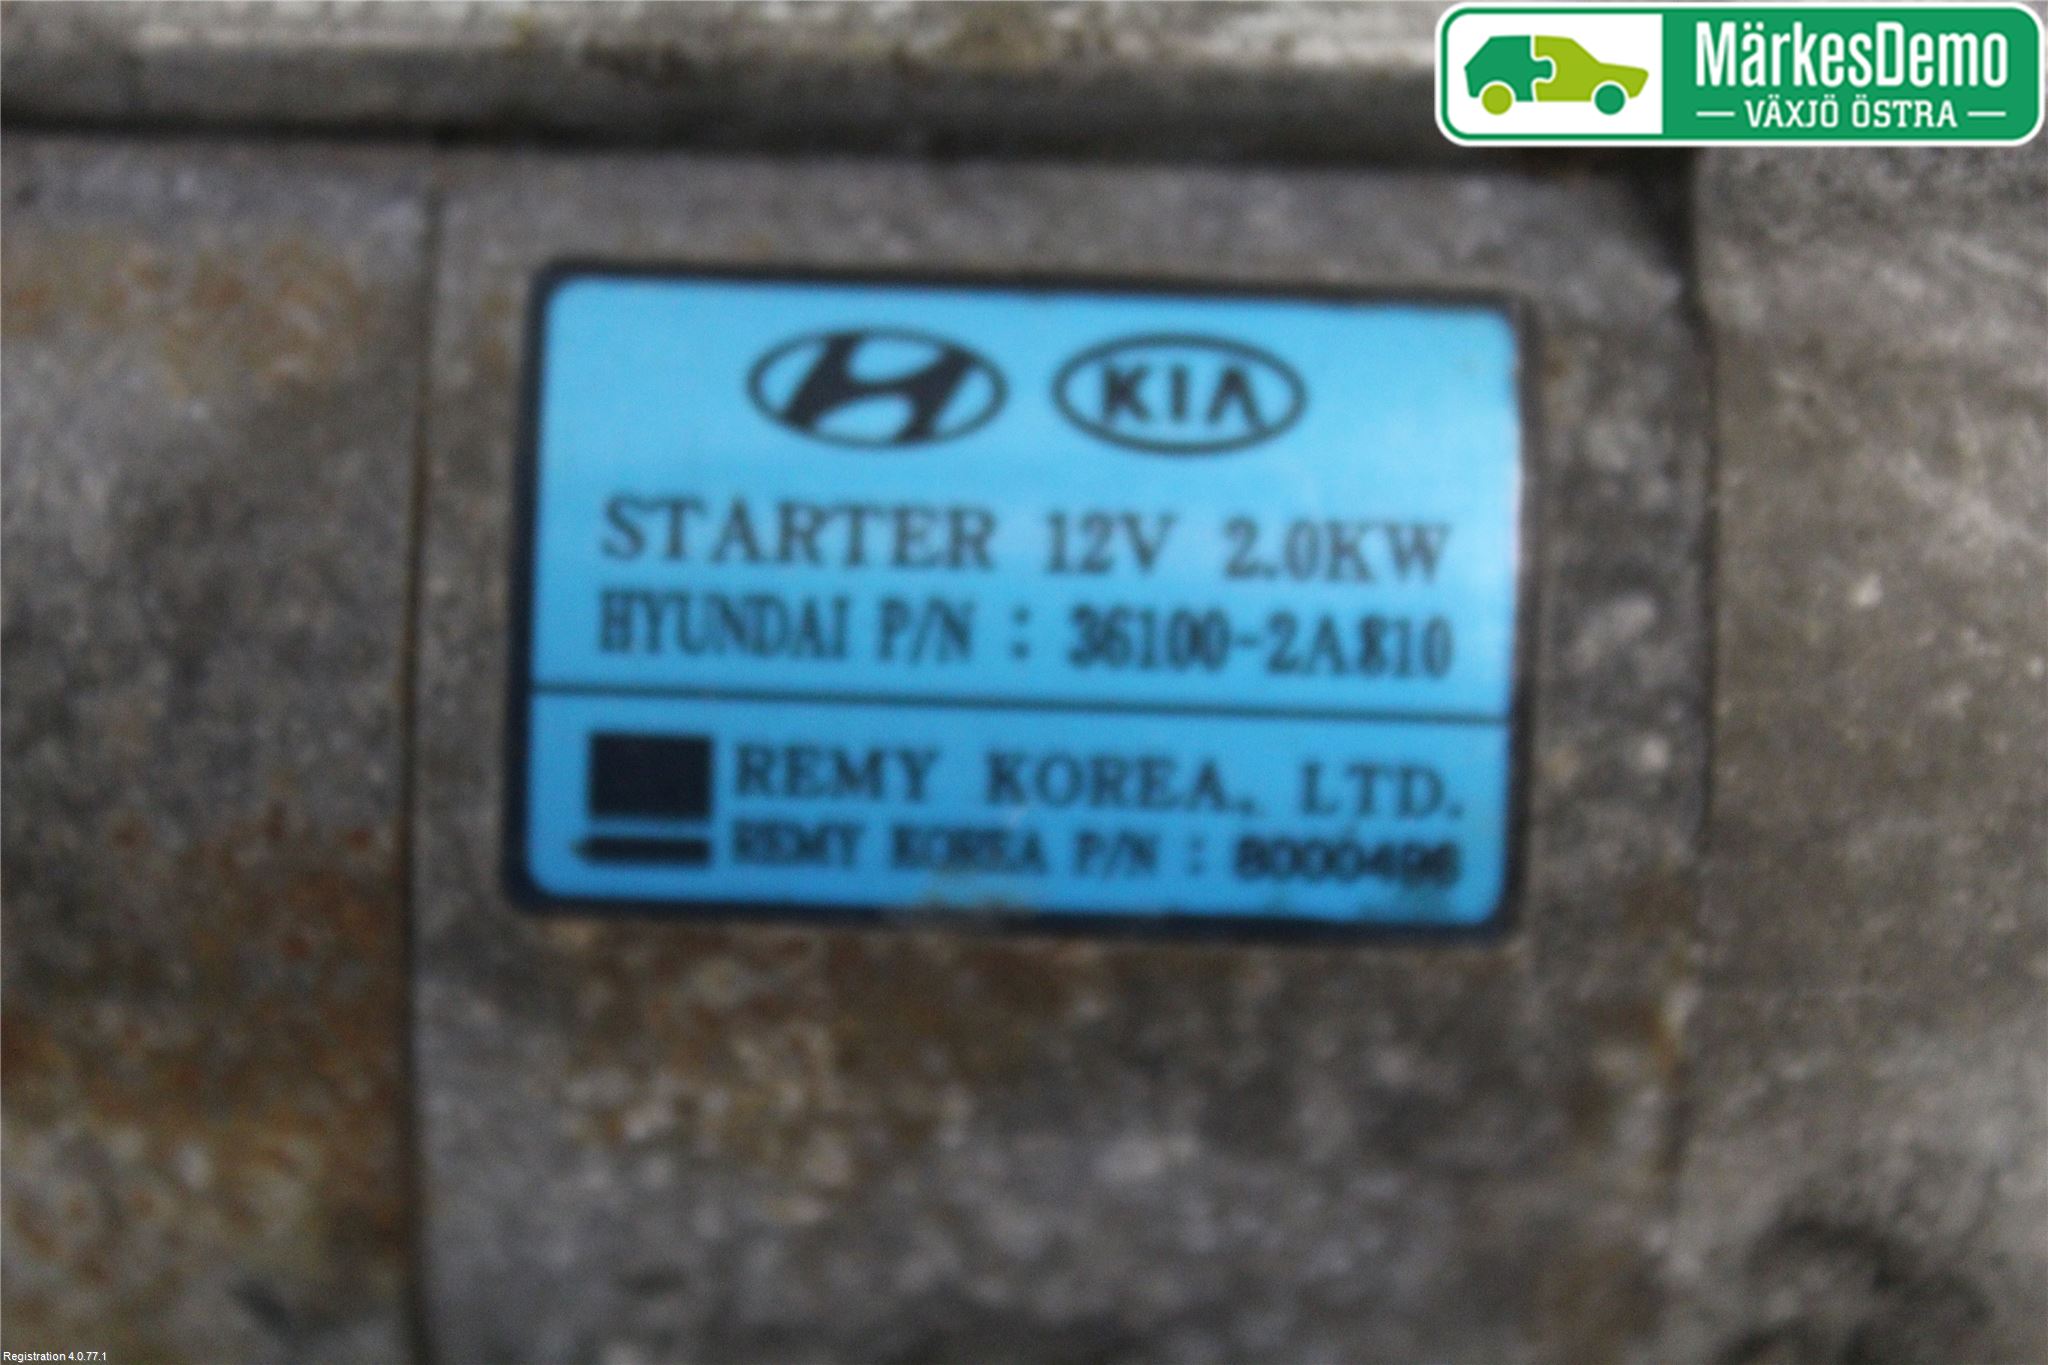 MärkesDemo
VÄXJÖ ÖSTRA
KIA
STARTER 12V 2.0KW
HYUNDAI P/N : 36100-2A810
REMY KOREA. LTD.
REMY KOREA P/N : 8000496
Registration 4.0.77.1